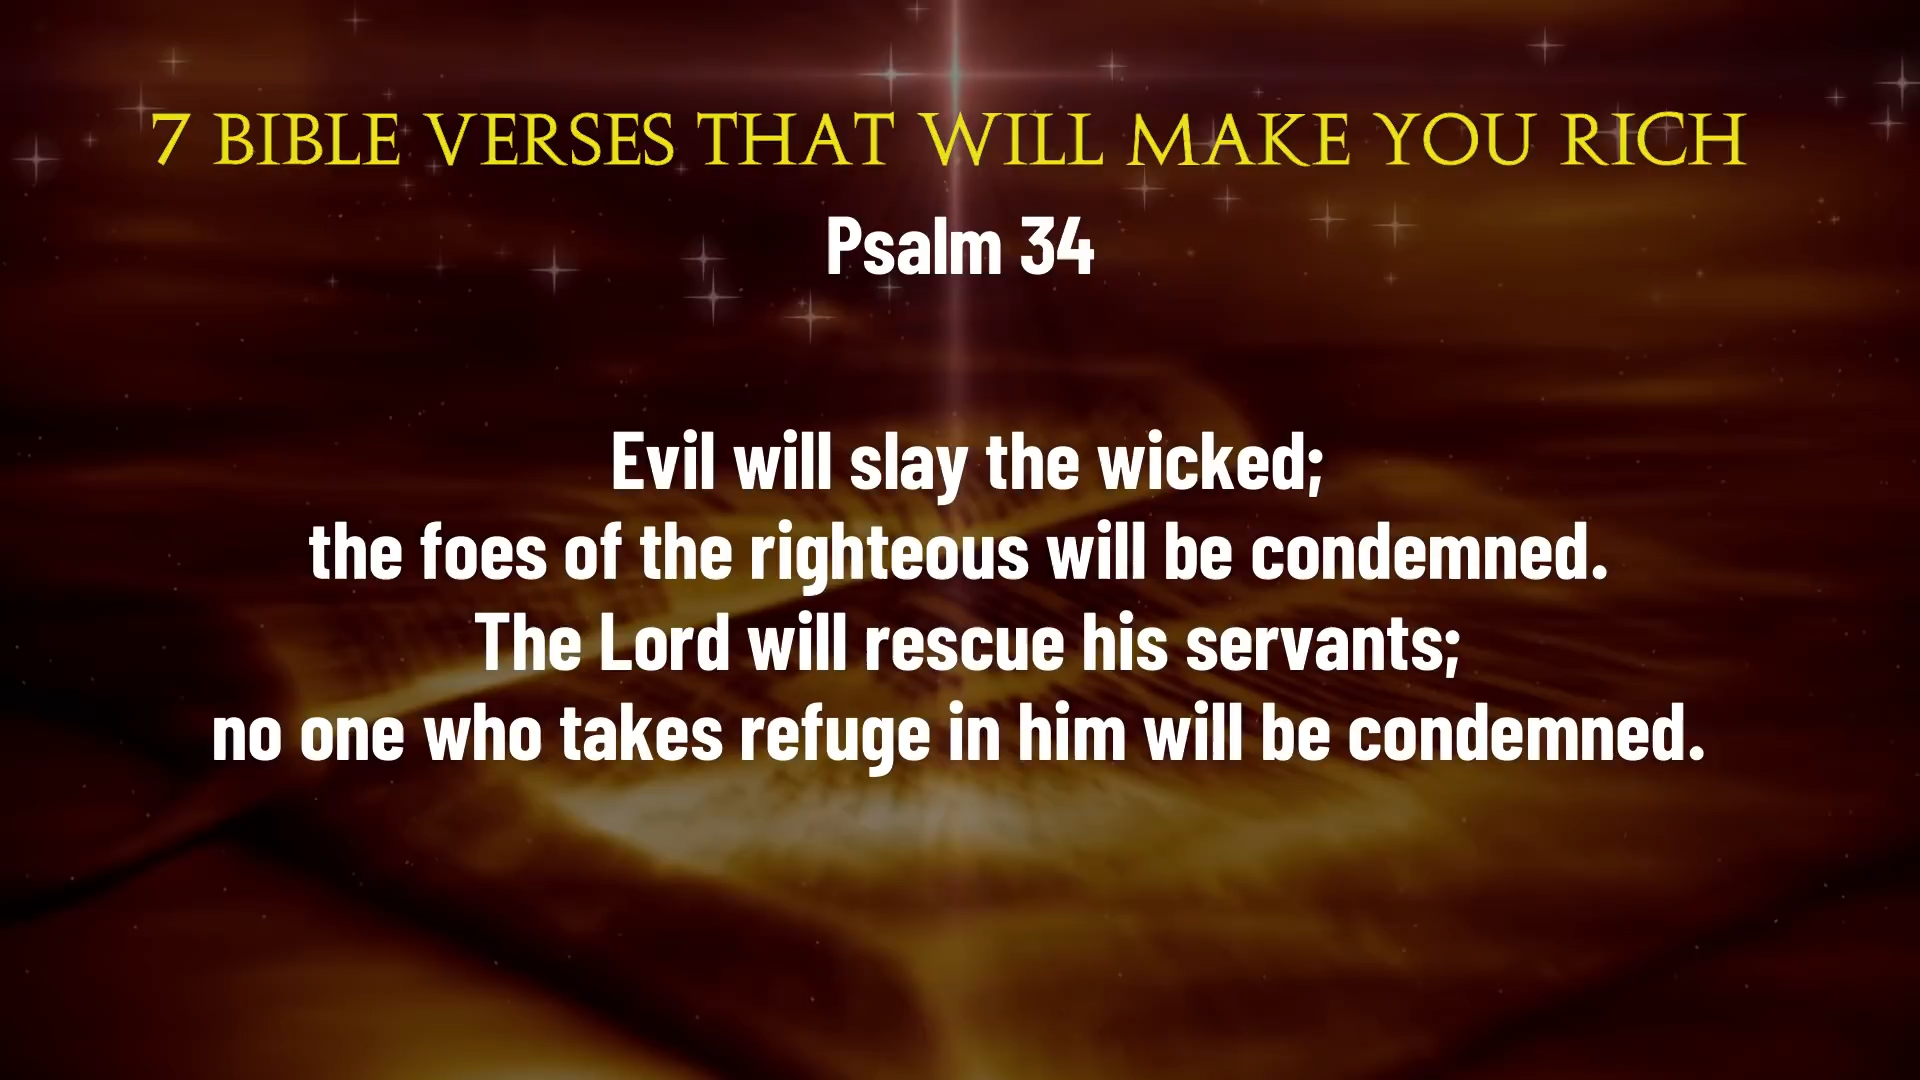 7 BIBLE VERSES THAT WILL MAKE YOU RICH
Psalm 34
Evil will slay the wicked;
the foes of the righteous will be condemned.
The Lord will rescue his servants;
no one who takes refuge in him will be condemned.